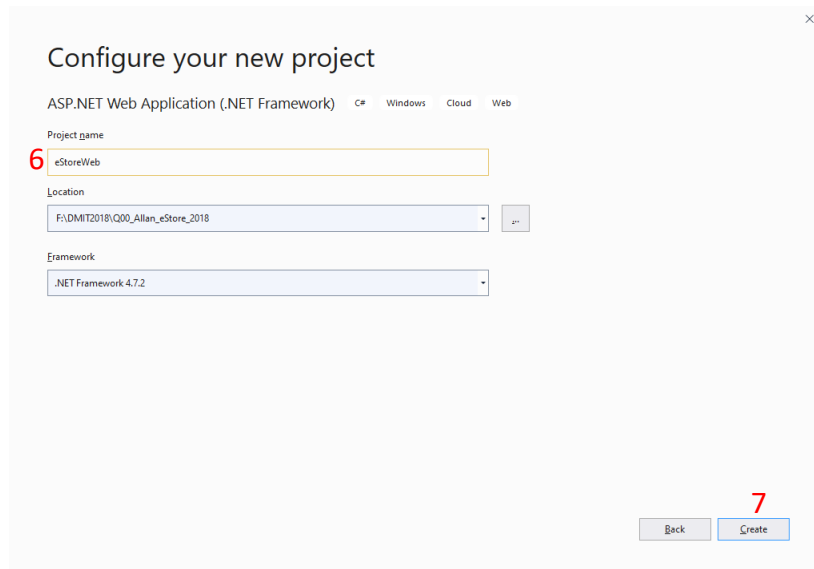 Configure your new project
ASP.NET Web Application (.NET Framework) C# Windows Cloud Web
Project name
6 eStoreWeb
Location
F:\DMIT2018\Q00_Allan_eStore_2018 ...
Framework
.NET Framework 4.7.2
7
Back Create